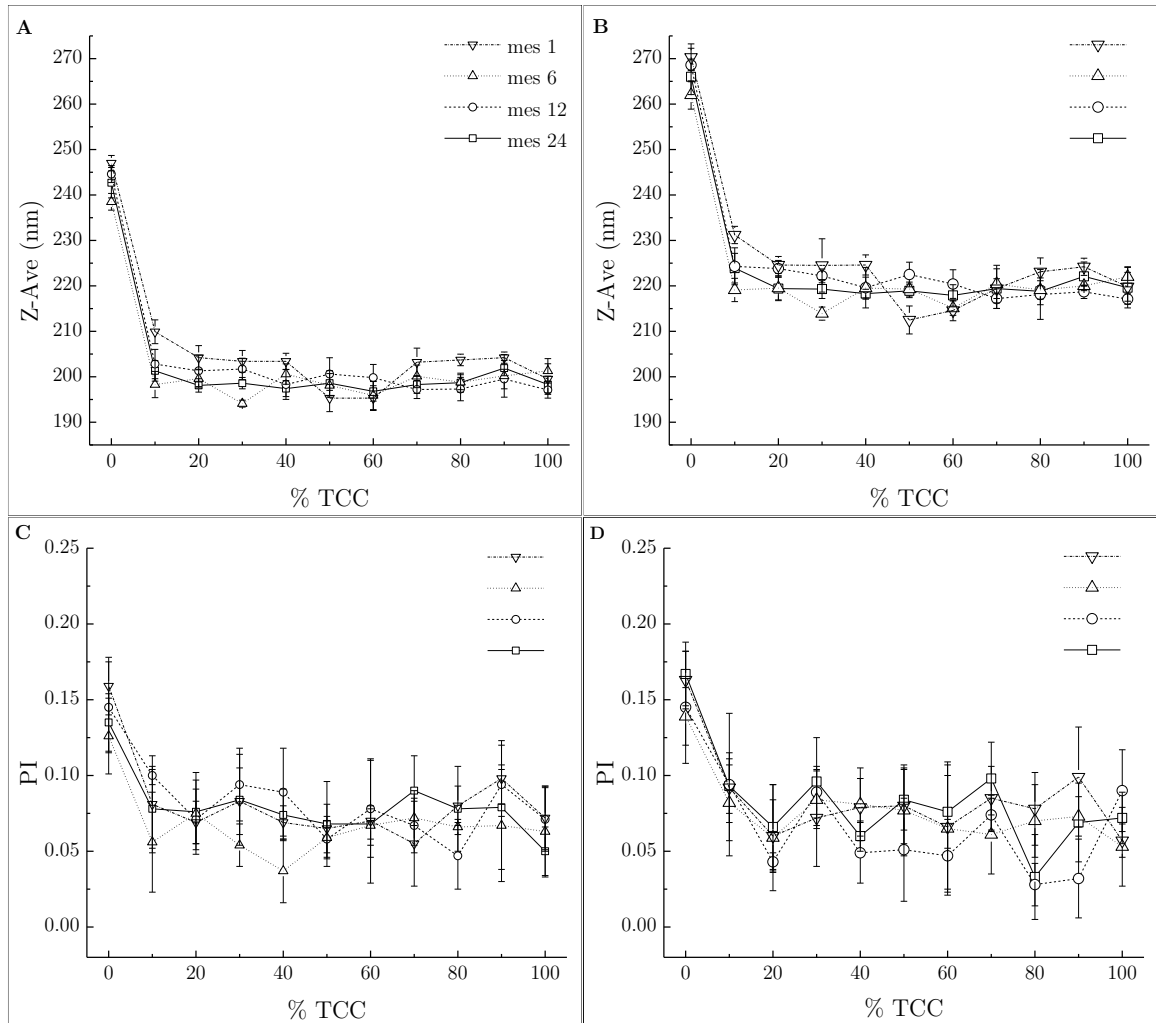 A
mes 1
mes 6
mes 12
mes 24
Z-Ave (nm)
270
260
250
240
230
220
210
200
190
0 20 40 60 80 100
% TCC
B
Z-Ave (nm)
270
260
250
240
230
220
210
200
190
0 20 40 60 80 100
% TCC
C
PI
0.25
0.20
0.15
0.10
0.05
0.00
0 20 40 60 80 100
% TCC
D
PI
0.25
0.20
0.15
0.10
0.05
0.00
0 20 40 60 80 100
% TCC